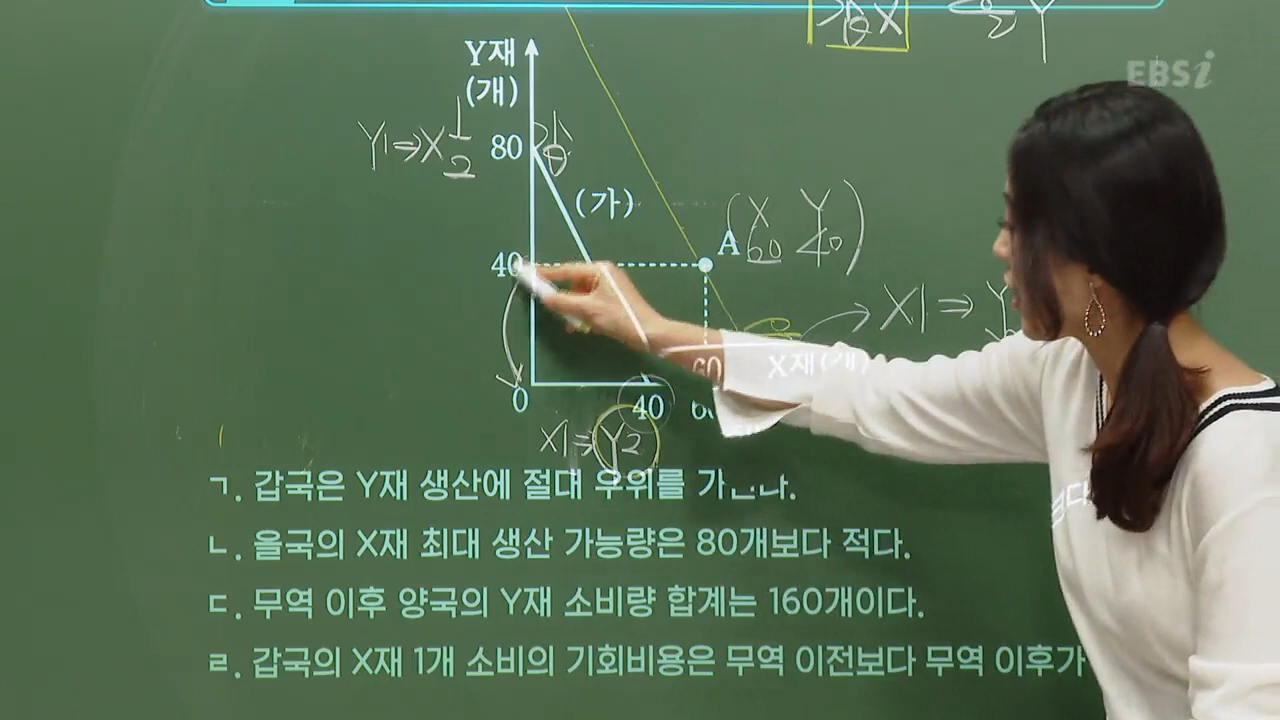 EBSi
Y재
(개)
80
Y1⇒X 1/2
(가)
X Y
A
60 40
40
X1⇒
60
X재(개)
0
40
X1⇒Y2
ㄱ. 갑국은 Y재 생산에 절대 우위를
ㄴ. 을국의 X재 최대 생산 가능량은 80개보다 적다.
ㄷ. 무역 이후 양국의 Y재 소비량 합계는 160개이다.
ㄹ. 갑국의 X재 1개 소비의 기회비용은 무역 이전보다 무역 이후가